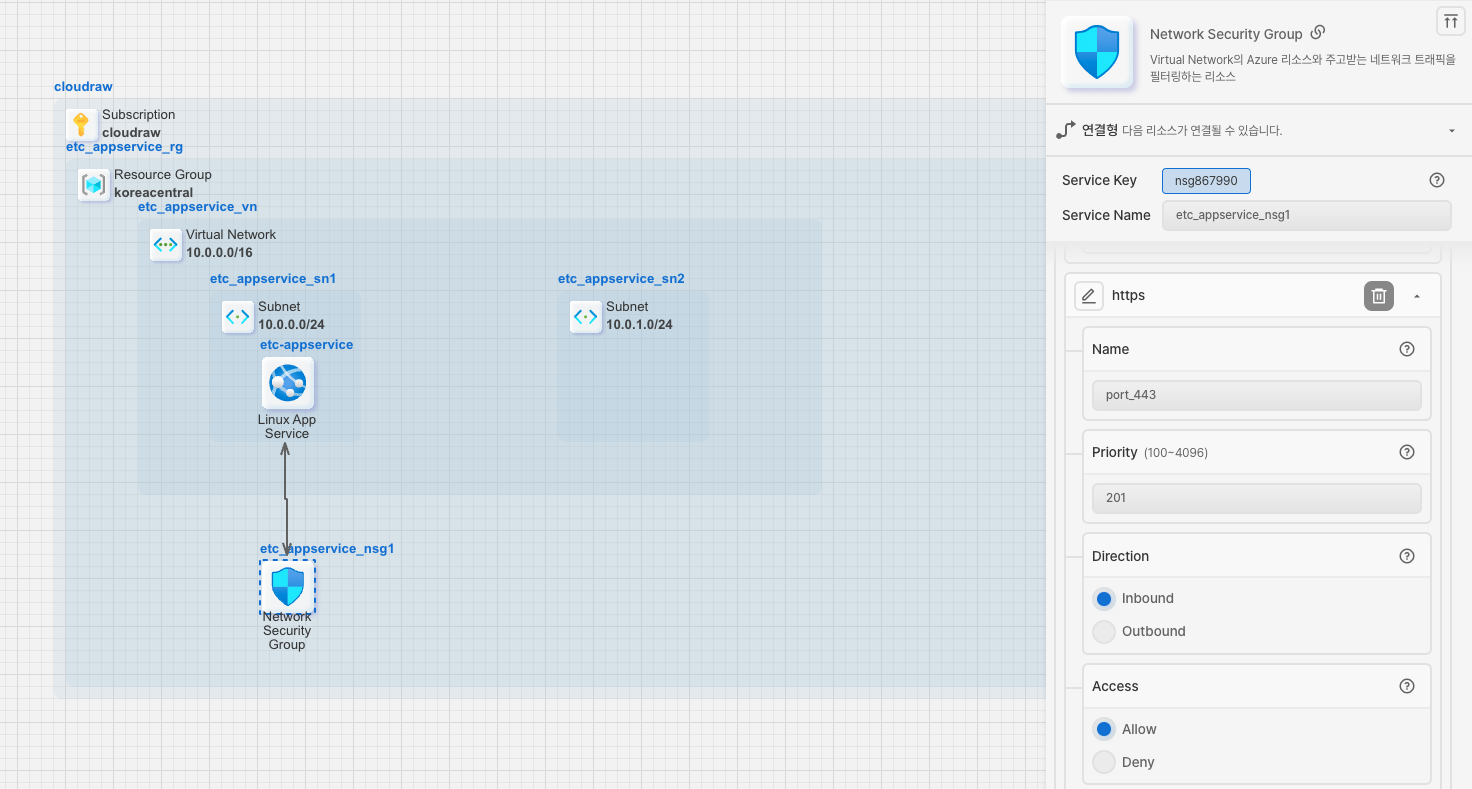 cloudraw
Subscription
cloudraw
etc_appservice_rg
Resource Group
koreacentral
etc_appservice_vn
Virtual Network
10.0.0.0/16
etc_appservice_sn1
Subnet
10.0.0.0/24
etc-appservice
Linux App
Service
etc_appservice_sn2
Subnet
10.0.1.0/24
etc_appservice_nsg1
Network
Security
Group
Network Security Group
Virtual Network의 Azure 리소스와 주고받는 네트워크 트래픽을
필터링하는 리소스
연결형 다음 리소스가 연결될 수 있습니다.
Service Key nsg867990
Service Name etc_appservice_nsg1
https
Name
port_443
Priority (100~4096)
201
Direction
Inbound
Outbound
Access
Allow
Deny